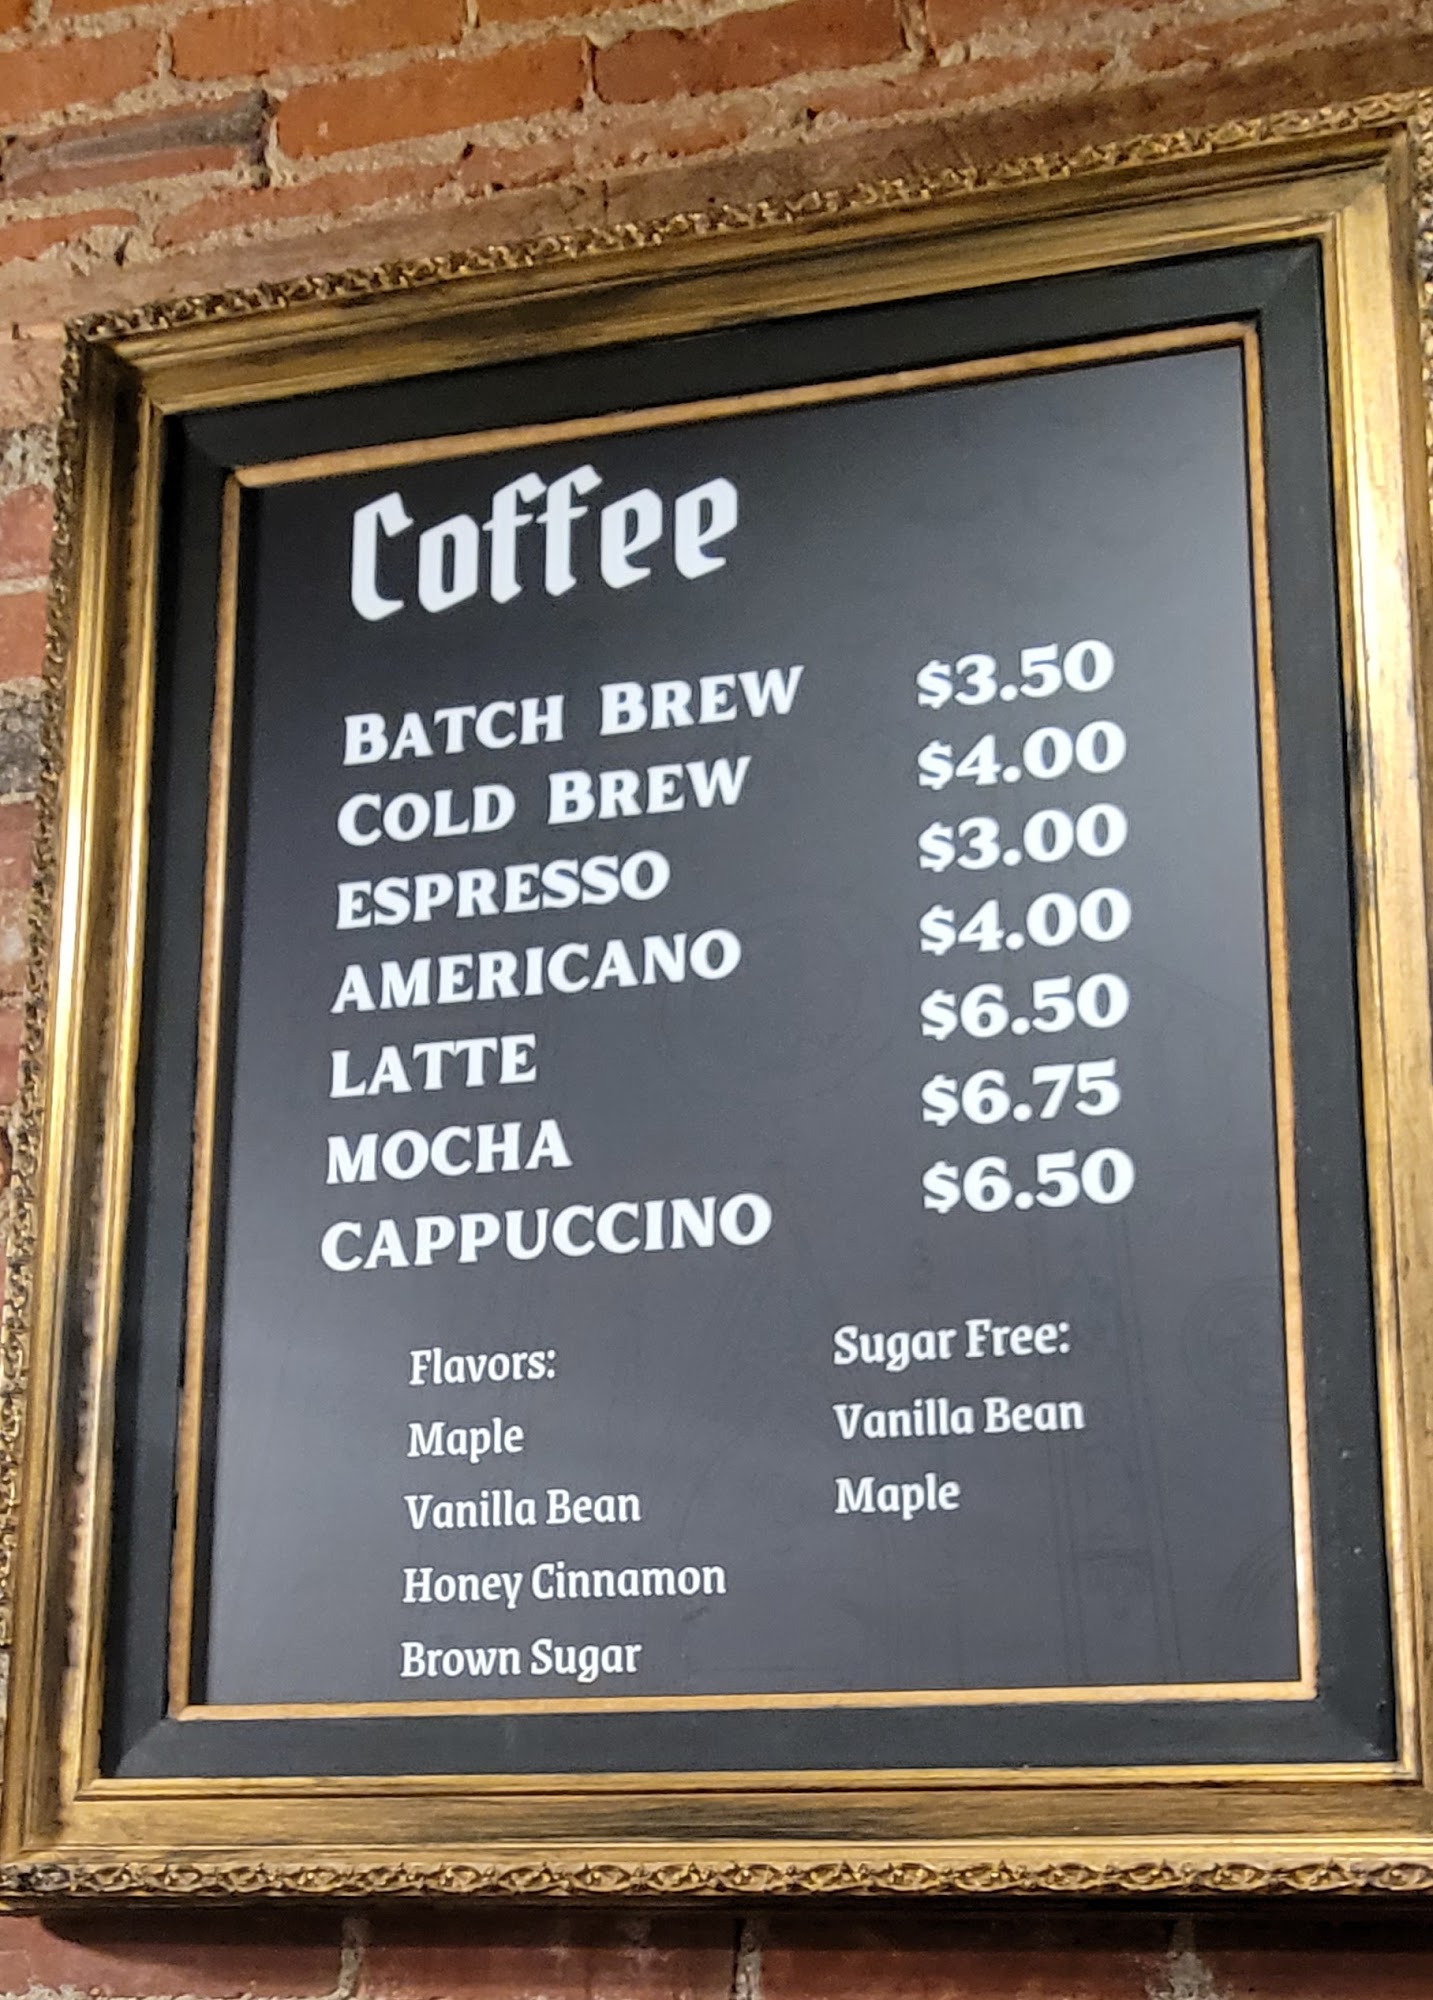 Coffee
BATCH BREW $3.50
COLD BREW $4.00
ESPRESSO $3.00
AMERICANO $4.00
LATTE $6.50
MOCHA $6.75
CAPPUCCINO $6.50
Flavors:
Maple
Vanilla Bean
Honey Cinnamon
Brown Sugar
Sugar Free:
Vanilla Bean
Maple